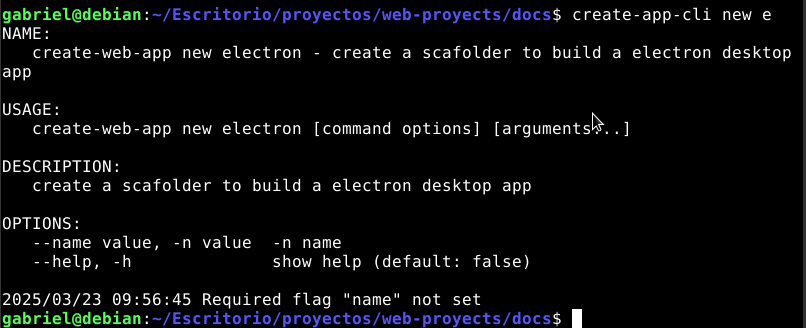 gabriel@debian:~/Escritorio/proyectos/web-proyects/docs$ create-app-cli new e
NAME:
   create-web-app new electron - create a scafolder to build a electron desktop
app

USAGE:
   create-web-app new electron [command options] [arguments...]

DESCRIPTION:
   create a scafolder to build a electron desktop app

OPTIONS:
   --name value, -n value  -n name
   --help, -h              show help (default: false)

2025/03/23 09:56:45 Required flag "name" not set
gabriel@debian:~/Escritorio/proyectos/web-proyects/docs$